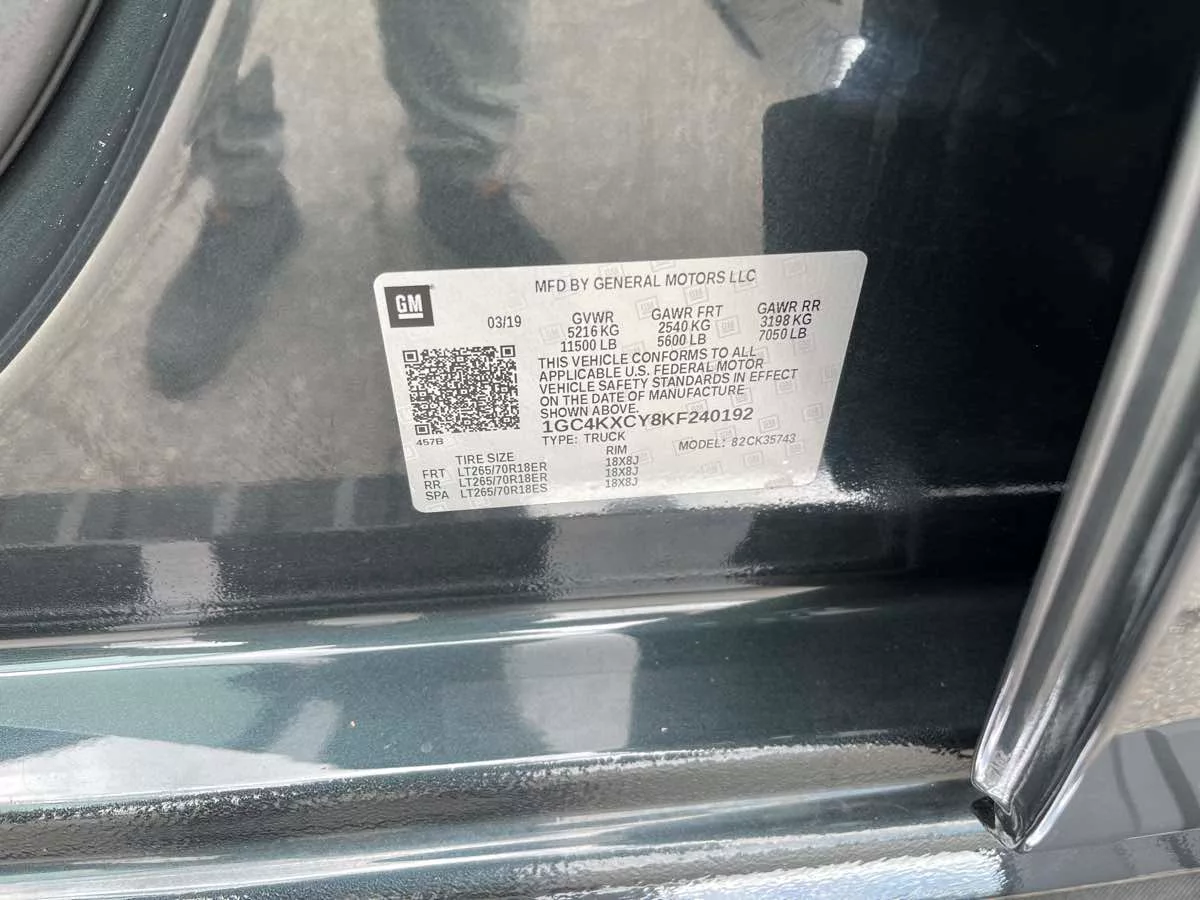 GM
MFD BY GENERAL MOTORS LLC
03/19
GVWR GAWR FRT GAWR RR
5216 KG 2540 KG 3198 KG
11500 LB 5600 LB 7050 LB
THIS VEHICLE CONFORMS TO ALL
APPLICABLE U.S. FEDERAL MOTOR
VEHICLE SAFETY STANDARDS IN EFFECT
ON THE DATE OF MANUFACTURE
SHOWN ABOVE.
1GC4KXCY8KF240192
457B
TYPE: TRUCK MODEL: 82CK35743
TIRE SIZE RIM
FRT LT265/70R18ER 18X8J
RR LT265/70R18ER 18X8J
SPA LT265/70R18ES 18X8J